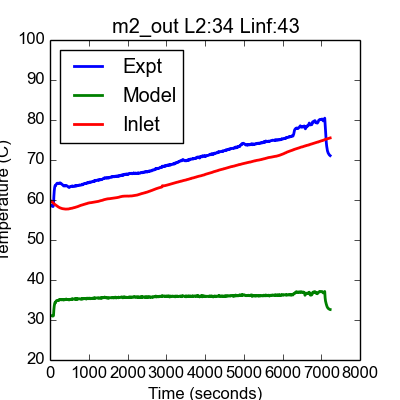 m2_out L2:34 Linf:43
100
90
80
70
60
50
40
30
20
Temperature (C)
Expt
Model
Inlet
0 1000 2000 3000 4000 5000 6000 7000 8000
Time (seconds)